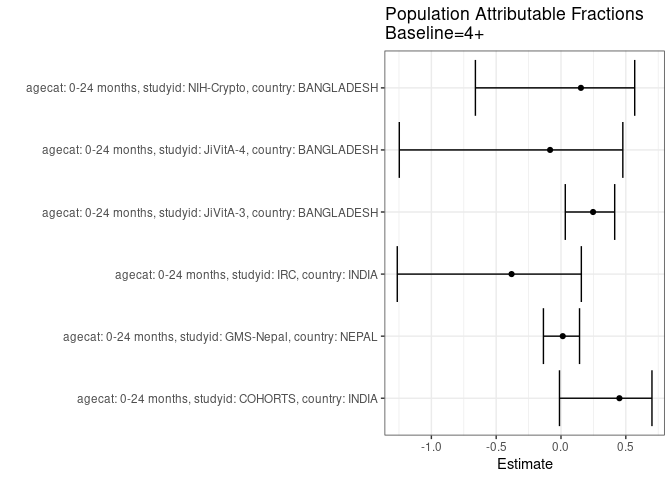 Population Attributable Fractions
Baseline=4+
agecat: 0-24 months, studyid: NIH-Crypto, country: BANGLADESH
agecat: 0-24 months, studyid: JiVitA-4, country: BANGLADESH
agecat: 0-24 months, studyid: JiVitA-3, country: BANGLADESH
agecat: 0-24 months, studyid: IRC, country: INDIA
agecat: 0-24 months, studyid: GMS-Nepal, country: NEPAL
agecat: 0-24 months, studyid: COHORTS, country: INDIA
-1.0 -0.5 0.0 0.5
Estimate